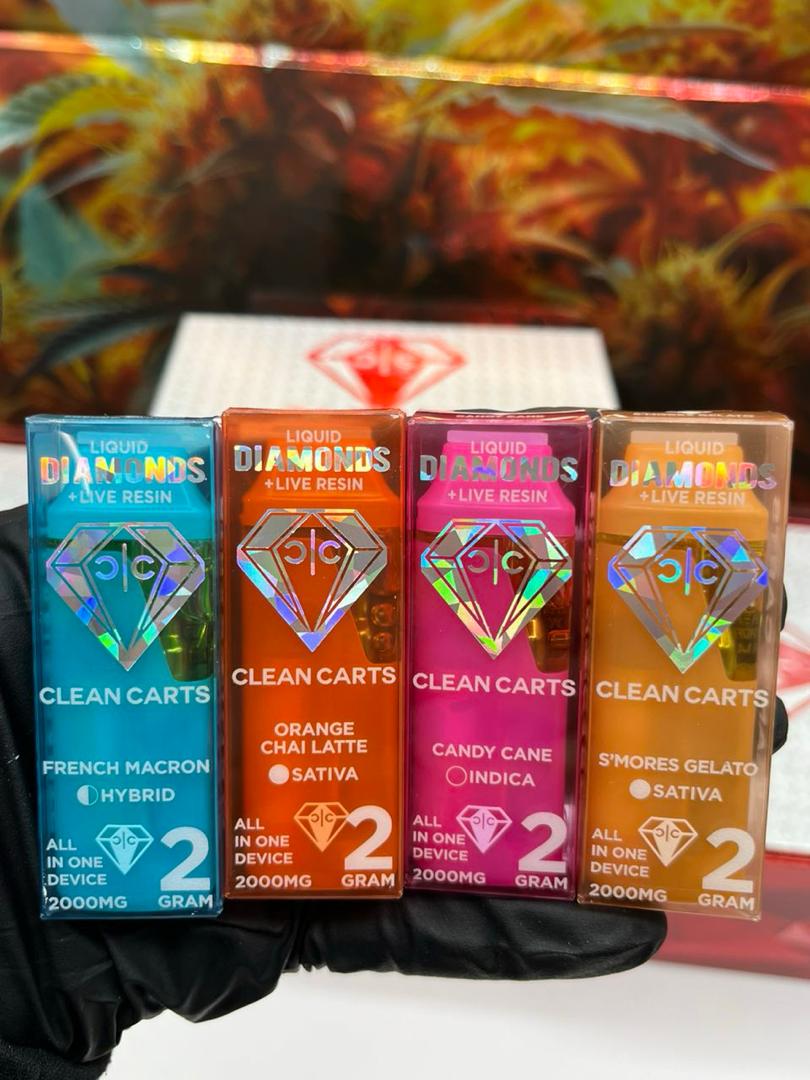 LIQUID
DIAMONDS
+LIVE RESIN
CLEAN CARTS
FRENCH MACRON
HYBRID
ALL
IN ONE
DEVICE
2000MG
2
GRAM
LIQUID
DIAMONDS
+LIVE RESIN
CLEAN CARTS
ORANGE
CHAI LATTE
SATIVA
ALL
IN ONE
DEVICE
2000MG
2
GRAM
LIQUID
DIAMONDS
+LIVE RESIN
CLEAN CARTS
CANDY CANE
INDICA
ALL
IN ONE
DEVICE
2000MG
2
GRAM
LIQUID
DIAMONDS
+LIVE RESIN
CLEAN CARTS
S'MORES GELATO
SATIVA
ALL
IN ONE
DEVICE
2000MG
2
GRAM